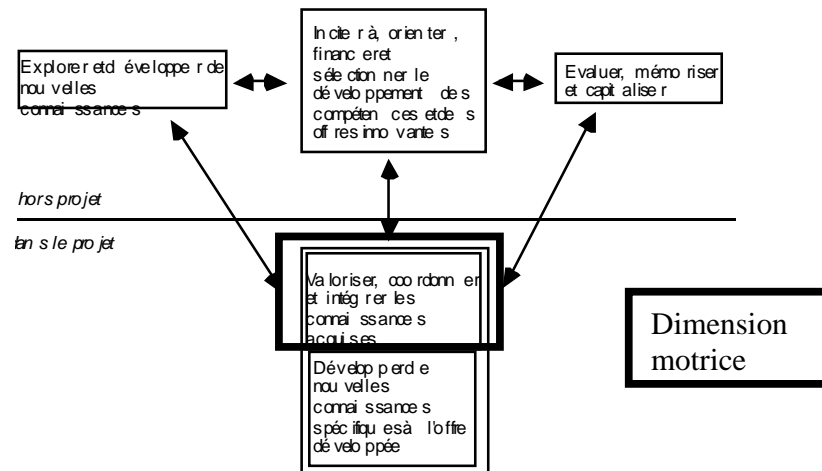 Explorer et développer de
nouvelles
connaissances
Inciter à, orienter,
financer et
sélectionner le
développement des
compétences et des
offres innovantes
Evaluer, mémoriser
et capitaliser
hors projet
dans le projet
Valoriser, coordonner
et intégrer les
connaissances
acquises
Développer de
nouvelles
connaissances
spécifiques à l'offre
développée
Dimension
motrice